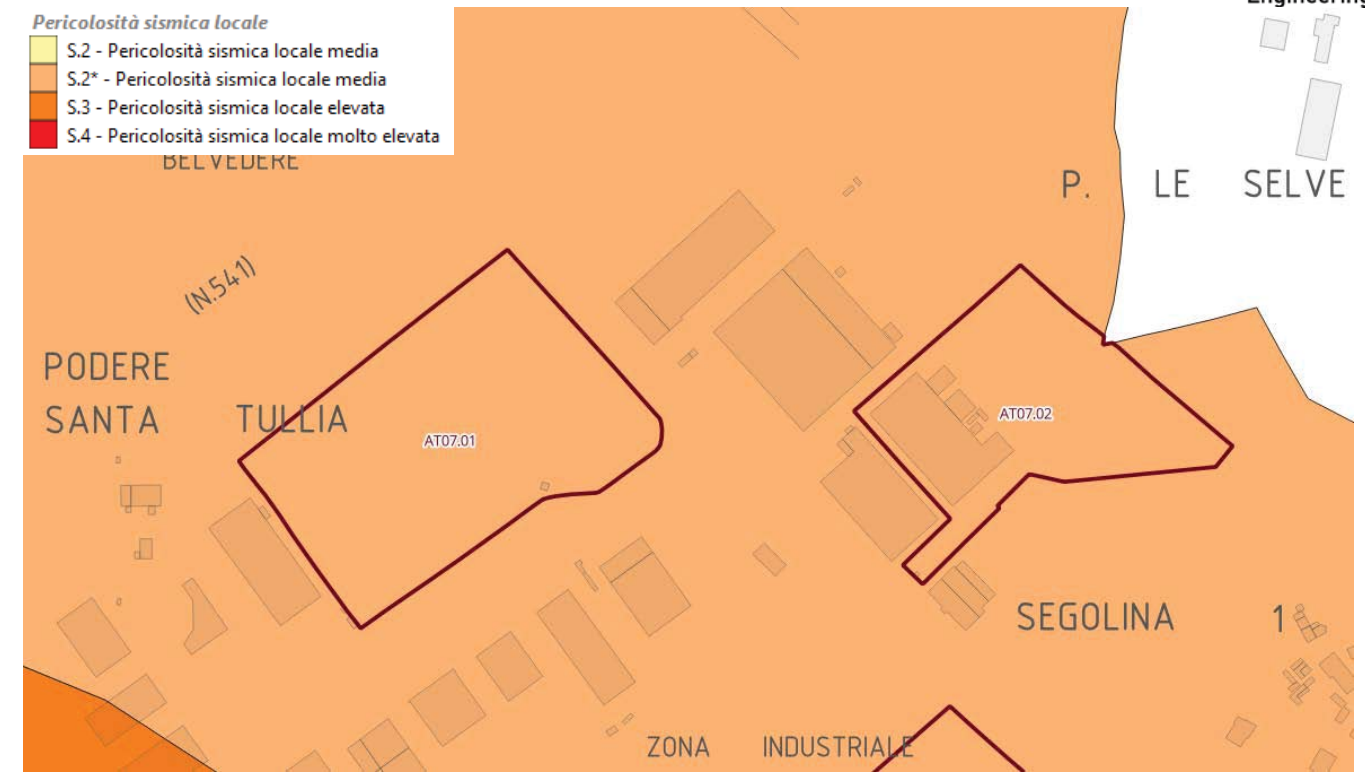 Engineering
Pericolosità sismica locale
S.2 - Pericolosità sismica locale media
S.2* - Pericolosità sismica locale media
S.3 - Pericolosità sismica locale elevata
S.4 - Pericolosità sismica locale molto elevata
BELVEDERE
P. LE SELVE
(N.541)
PODERE
SANTA TULLIA
AT07.01
AT07.02
SEGOLINA 1
ZONA INDUSTRIALE